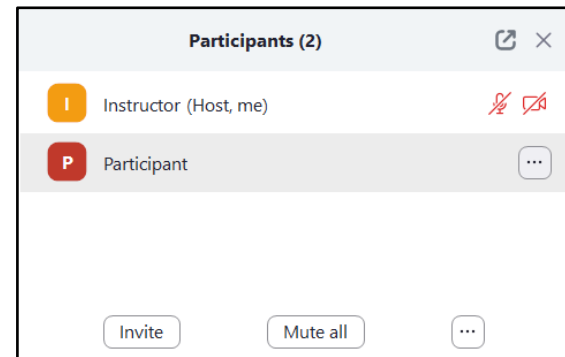 Participants (2)
I Instructor (Host, me)
P Participant ...
Invite Mute all ...